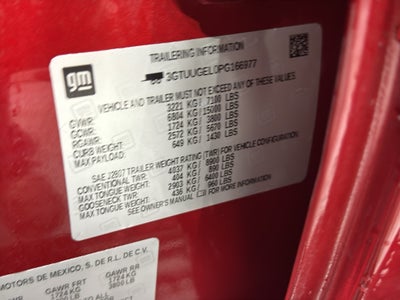 gm
TRAILERING INFORMATION
3GTUUGEL0PG166977
VEHICLE AND TRAILER MUST NOT EXCEED ANY OF THESE
GVWR: 3221 KG / 7100 LBS
GCWR: 6804 KG / 15000 LBS
RGAWR: 1724 KG / 3800 LBS
CURB WEIGHT: 2572 KG / 5670 LBS
MAX PAYLOAD: 649 KG / 1430 LBS
SAE J2807 TRAILER WEIGHT RATING (TWR) FOR VEHICLE ON LABEL
CONVENTIONAL TWR: 4037 KG / 8900 LBS
MAX TONGUE WEIGHT: 404 KG / 890 LBS
GOOSENECK TWR: 2903 KG / 6400 LBS
MAX TONGUE WEIGHT: 436 KG / 960 LBS
SEE OWNER'S MANUAL FOR MORE INFORMATION
MOTORS DE MEXICO, S. DE R.L. DE C.V.
GAWR FRT GAWR RR
1724 KG 1724 KG
3800 LB